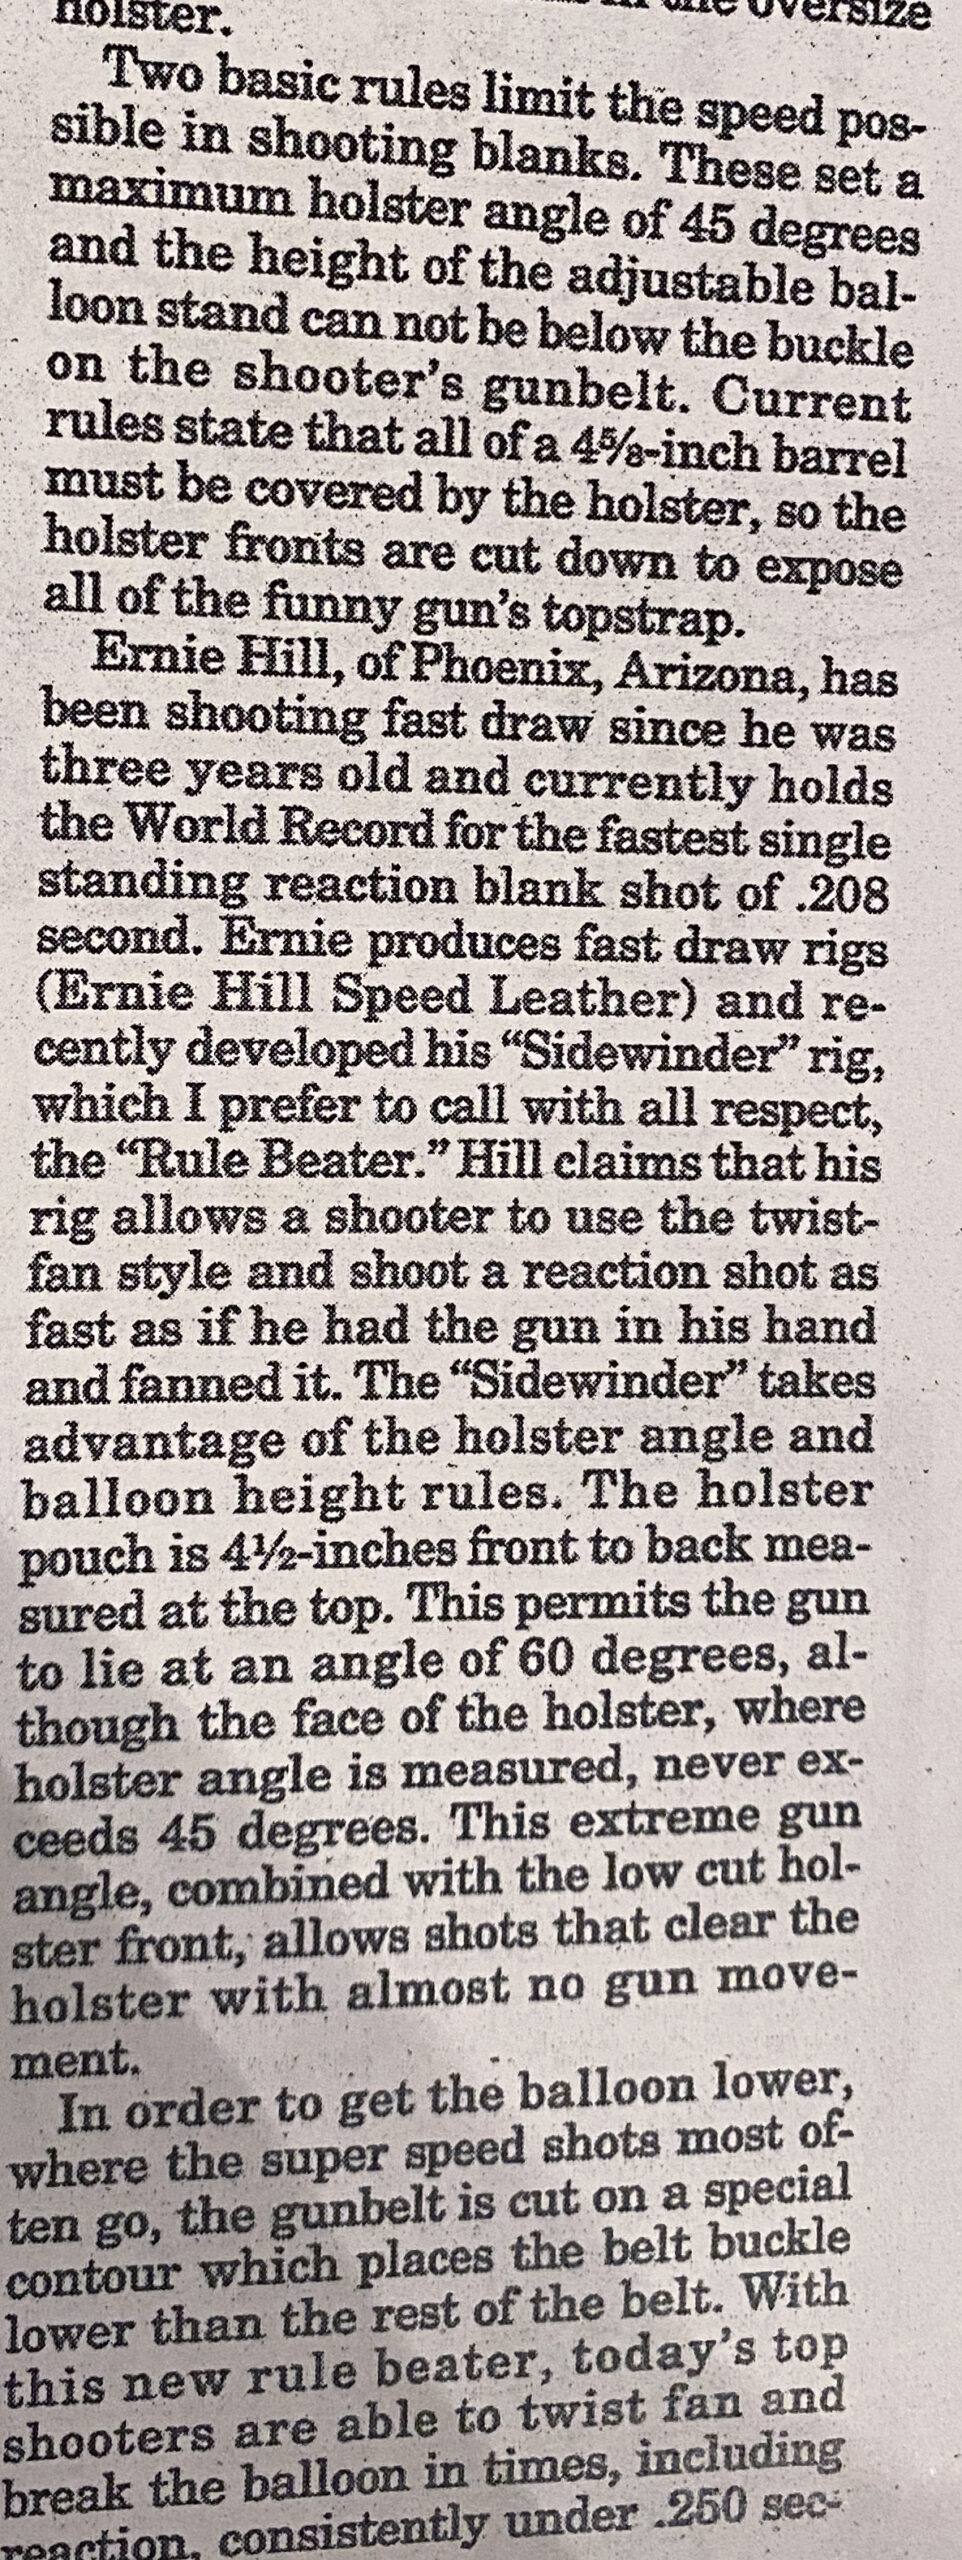 holster.
in the oversize
Two basic rules limit the speed pos-
sible in shooting blanks. These set a
maximum holster angle of 45 degrees
and the height of the adjustable bal-
loon stand can not be below the buckle
on the shooter's gunbelt. Current
rules state that all of a 4⅝-inch barrel
must be covered by the holster, so the
holster fronts are cut down to expose
all of the funny gun's topstrap.
Ernie Hill, of Phoenix, Arizona, has
been shooting fast draw since he was
three years old and currently holds
the World Record for the fastest single
standing reaction blank shot of .208
second. Ernie produces fast draw rigs
(Ernie Hill Speed Leather) and re-
cently developed his “Sidewinder” rig,
which I prefer to call with all respect,
the “Rule Beater.” Hill claims that his
rig allows a shooter to use the twist-
fan style and shoot a reaction shot as
fast as if he had the gun in his hand
and fanned it. The “Sidewinder” takes
advantage of the holster angle and
balloon height rules. The holster
pouch is 4½-inches front to back mea-
sured at the top. This permits the gun
to lie at an angle of 60 degrees, al-
though the face of the holster, where
holster angle is measured, never ex-
ceeds 45 degrees. This extreme gun
angle, combined with the low cut hol-
ster front, allows shots that clear the
holster with almost no gun move-
ment.
In order to get the balloon lower,
where the super speed shots most of-
ten go, the gunbelt is cut on a special
contour which places the belt buckle
lower than the rest of the belt. With
this new rule beater, today's top
shooters are able to twist fan and
break the balloon in times, including
reaction, consistently under .250 sec-